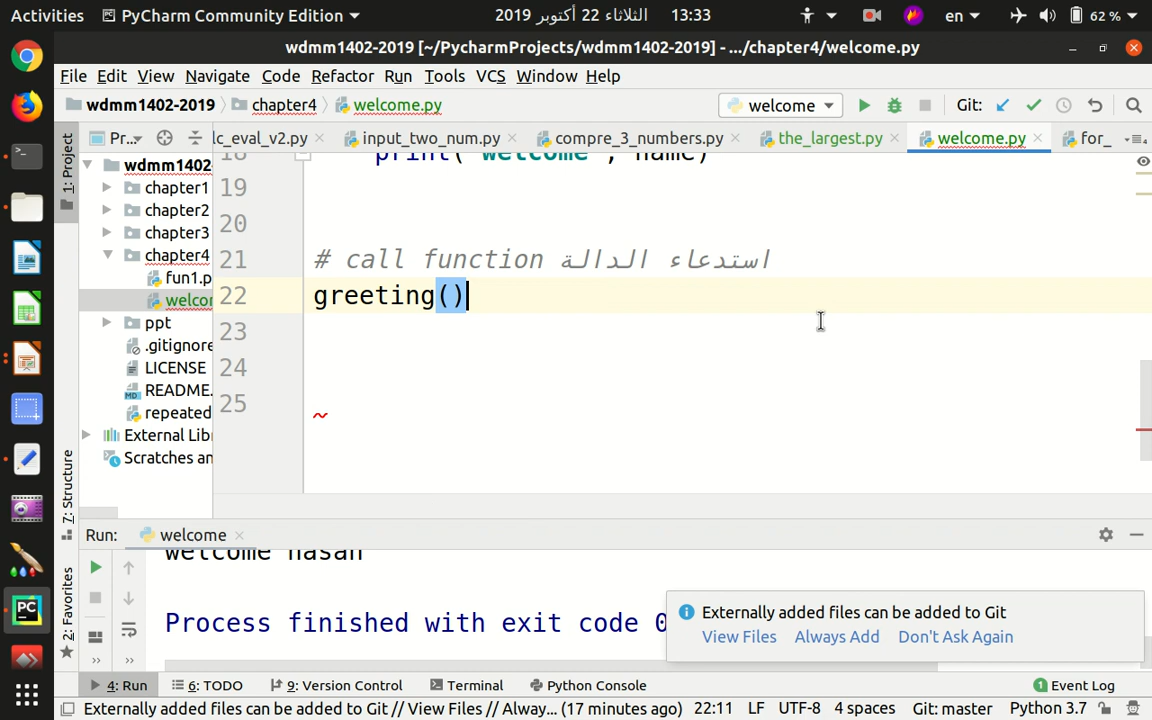 Activities PyCharm Community Edition الثلاثاء 22 أكتوبر 2019 13:33 en 62 %
wdmm1402-2019 [~/PycharmProjects/wdmm1402-2019] - .../chapter4/welcome.py
File Edit View Navigate Code Refactor Run Tools VCS Window Help
wdmm1402-2019 chapter4 welcome.py welcome Git:
1: Project Pr... lc_eval_v2.py input_two_num.py compre_3_numbers.py the_largest.py welcome.py for_
wdmm1402
chapter1
chapter2
chapter3
chapter4
fun1.p
welcor
ppt
.gitignore
LICENSE
README.
repeated
External Lib
Scratches an
18 print("welcome", name)
19
20
21 # call function استدعاء الدالة
22 greeting()
23
24
25
7: Structure
2: Favorites
Run: welcome
welcome hasan
Process finished with exit code 0
Externally added files can be added to Git
View Files Always Add Don't Ask Again
4: Run 6: TODO 9: Version Control Terminal Python Console 1 Event Log
Externally added files can be added to Git // View Files // Alway... (17 minutes ago) 22:11 LF UTF-8 4 spaces Git: master Python 3.7